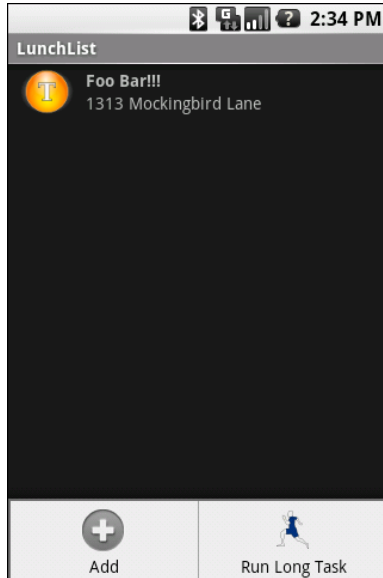 2:34 PM
LunchList
T
Foo Bar!!!
1313 Mockingbird Lane
Add
Run Long Task